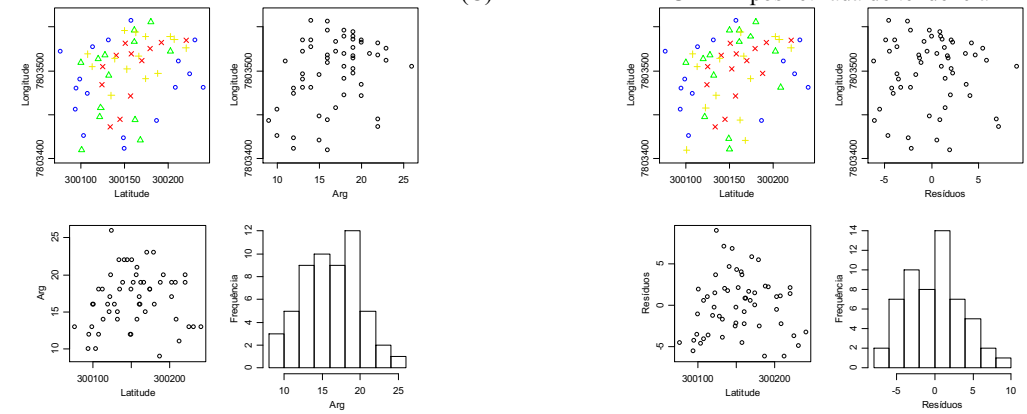 Longitude
7803400 7803500
300100 300150 300200
Latitude
Longitude
7803400 7803500
10 15 20 25
Arg
Longitude
7803400 7803500
300100 300150 300200
Latitude
Longitude
7803400 7803500
-5 0 5
Resíduos
Arg
10 15 20 25
300100 300200
Latitude
Frequência
0 2 4 6 8 10 12
10 15 20 25
Arg
Resíduos
-5 0 5
300100 300200
Latitude
Frequência
0 2 4 6 8 10 12 14
-5 0 5 10
Resíduos